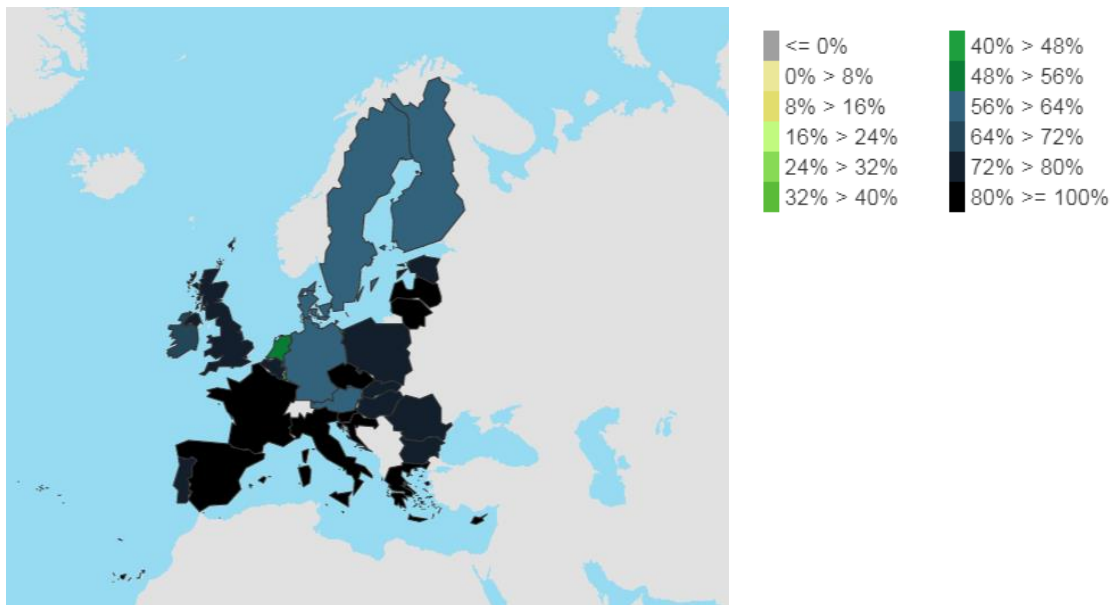 <= 0%
0% > 8%
8% > 16%
16% > 24%
24% > 32%
32% > 40%
40% > 48%
48% > 56%
56% > 64%
64% > 72%
72% > 80%
80% >= 100%